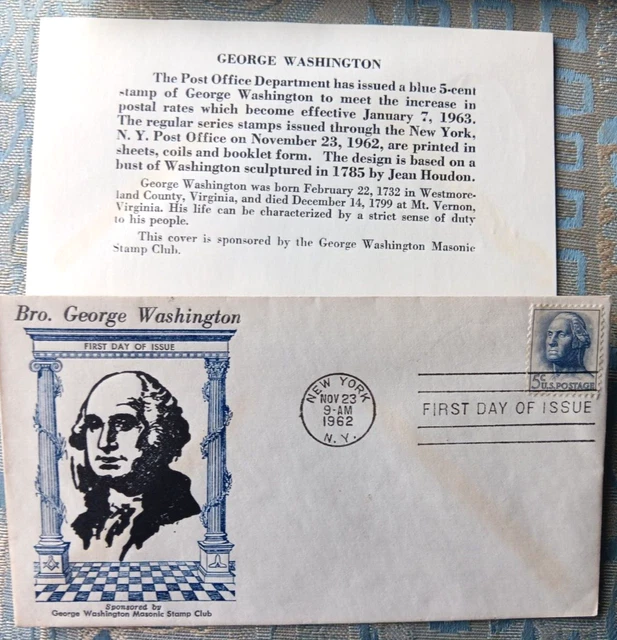 GEORGE WASHINGTON
The Post Office Department has issued a blue 5-cent
stamp of George Washington to meet the increase in
postal rates which become effective January 7, 1963.
The regular series stamps issued through the New York,
N. Y. Post Office on November 23, 1962, are printed in
sheets, coils and booklet form. The design is based on a
bust of Washington sculptured in 1785 by Jean Houdon.
George Washington was born February 22, 1732 in Westmore-
land County, Virginia, and died December 14, 1799 at Mt. Vernon,
Virginia. His life can be characterized by a strict sense of duty
to his people.
This cover is sponsored by the George Washington Masonic
Stamp Club.
Bro. George Washington
FIRST DAY OF ISSUE
5c
U.S. POSTAGE
NEW YORK
NOV 23
9-AM
1962
N.Y.
FIRST DAY OF ISSUE
Sponsored by
George Washington Masonic Stamp Club